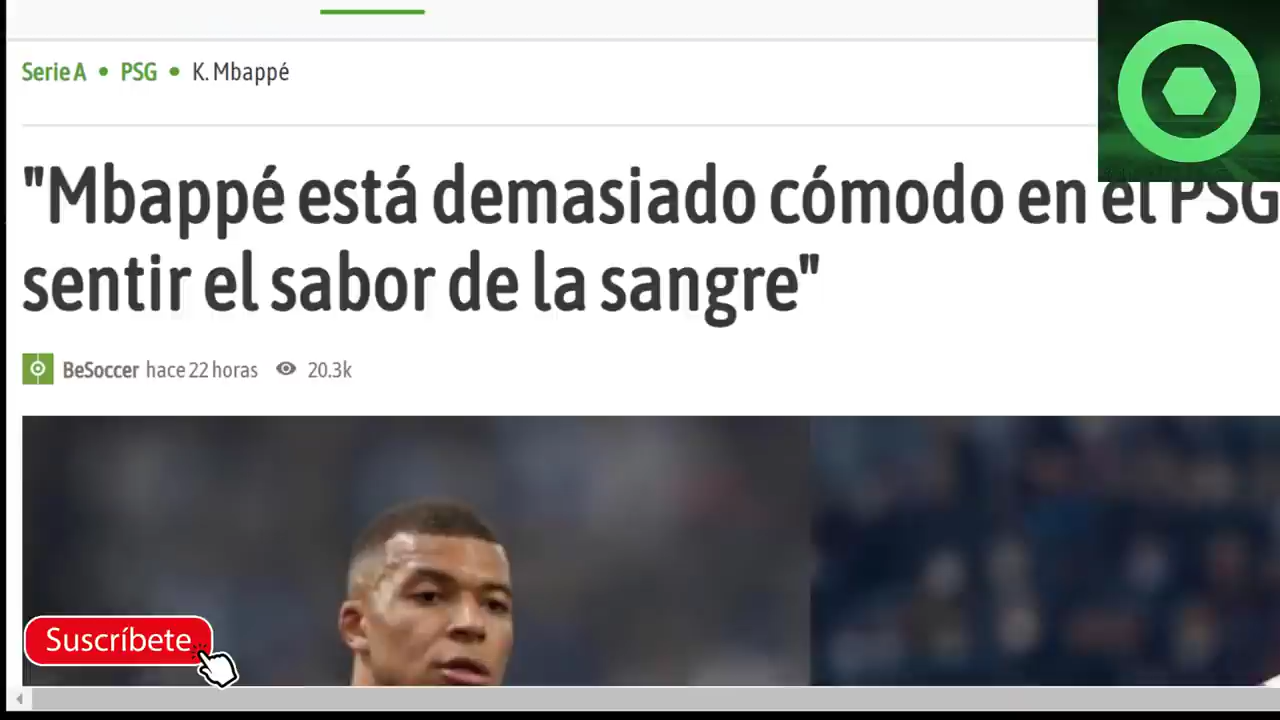 Serie A • PSG • K. Mbappé
"Mbappé está demasiado cómodo en el PSG
sentir el sabor de la sangre"
BeSoccer hace 22 horas 20.3k
Suscríbete